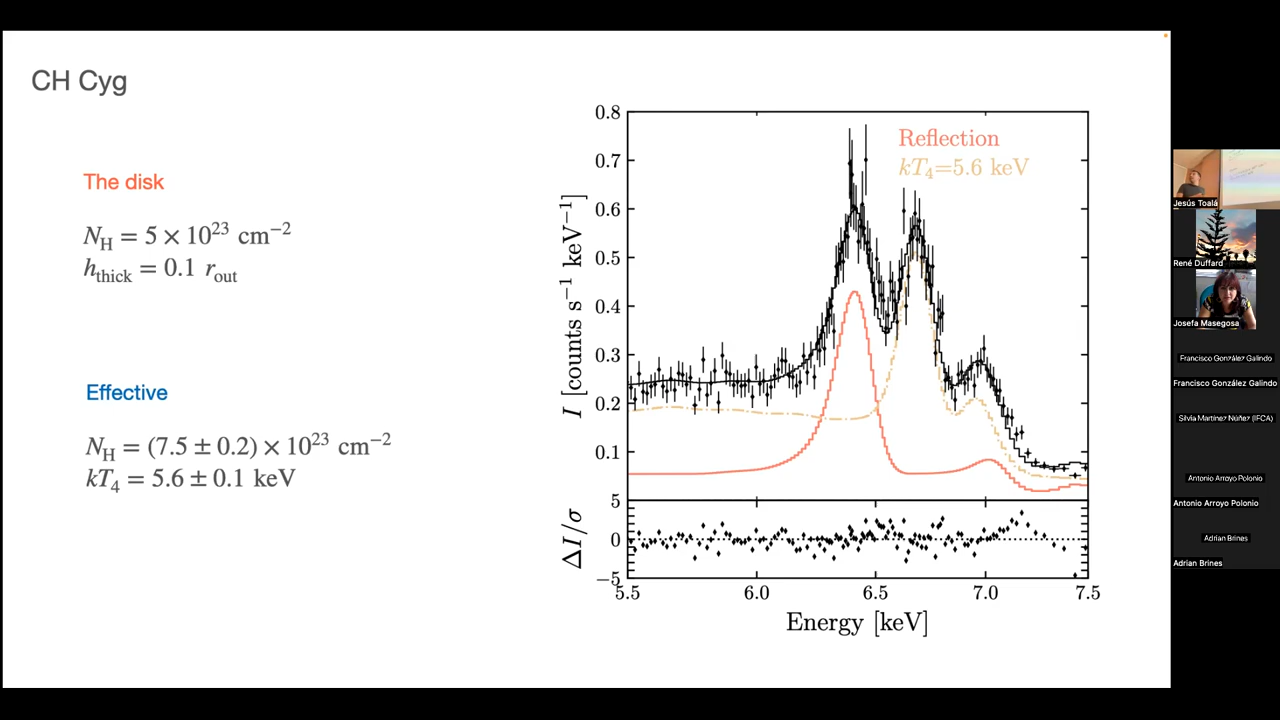 CH Cyg
The disk
N_H = 5 × 10^23 cm^−2
h_thick = 0.1 r_out
Effective
N_H = (7.5 ± 0.2) × 10^23 cm^−2
kT_4 = 5.6 ± 0.1 keV
Reflection
kT_4=5.6 keV
I [counts s^−1 keV^−1]
0.8
0.7
0.6
0.5
0.4
0.3
0.2
0.1
ΔI/σ
5
0
−5
5.5
6.0
6.5
7.0
7.5
Energy [keV]
Jesús Toalá
René Duffard
Josefa Masegosa
Francisco González Galindo
Francisco González Galindo
Silvia Martínez Núñez (IFCA)
Antonio Arroyo Polonio
Antonio Arroyo Polonio
Adrian Brines
Adrian Brines